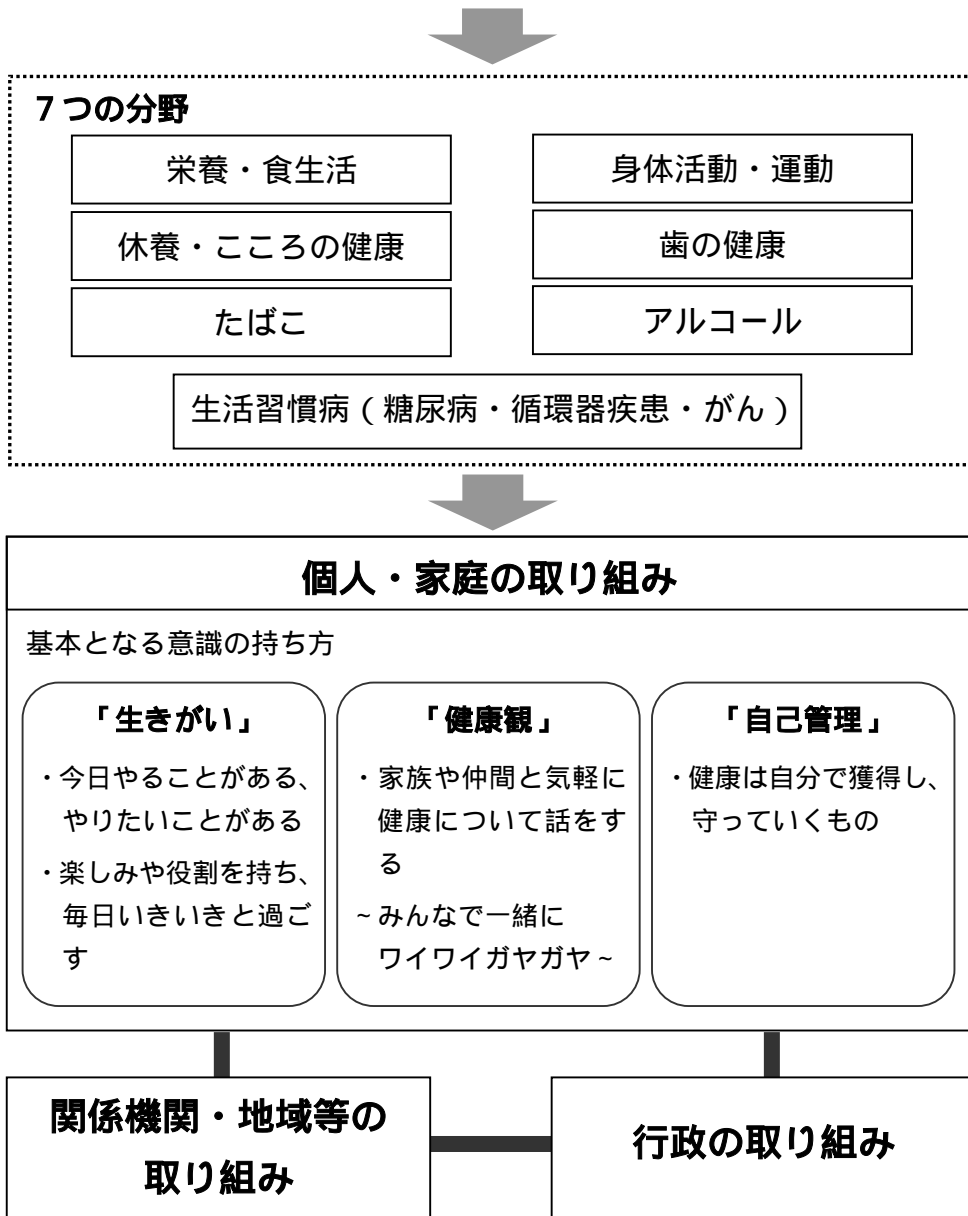 7つの分野
栄養・食生活
身体活動・運動
休養・こころの健康
歯の健康
たばこ
アルコール
生活習慣病(糖尿病・循環器疾患・がん)
個人・家庭の取り組み
基本となる意識の持ち方
「生きがい」
・今日やることがある、
やりたいことがある
・楽しみや役割を持ち、
毎日いきいきと過ご
す
「健康観」
・家族や仲間と気軽に
健康について話をす
る
~みんなで一緒に
ワイワイガヤガヤ~
「自己管理」
・健康は自分で獲得し、
守っていくもの
関係機関・地域等の
取り組み
行政の取り組み